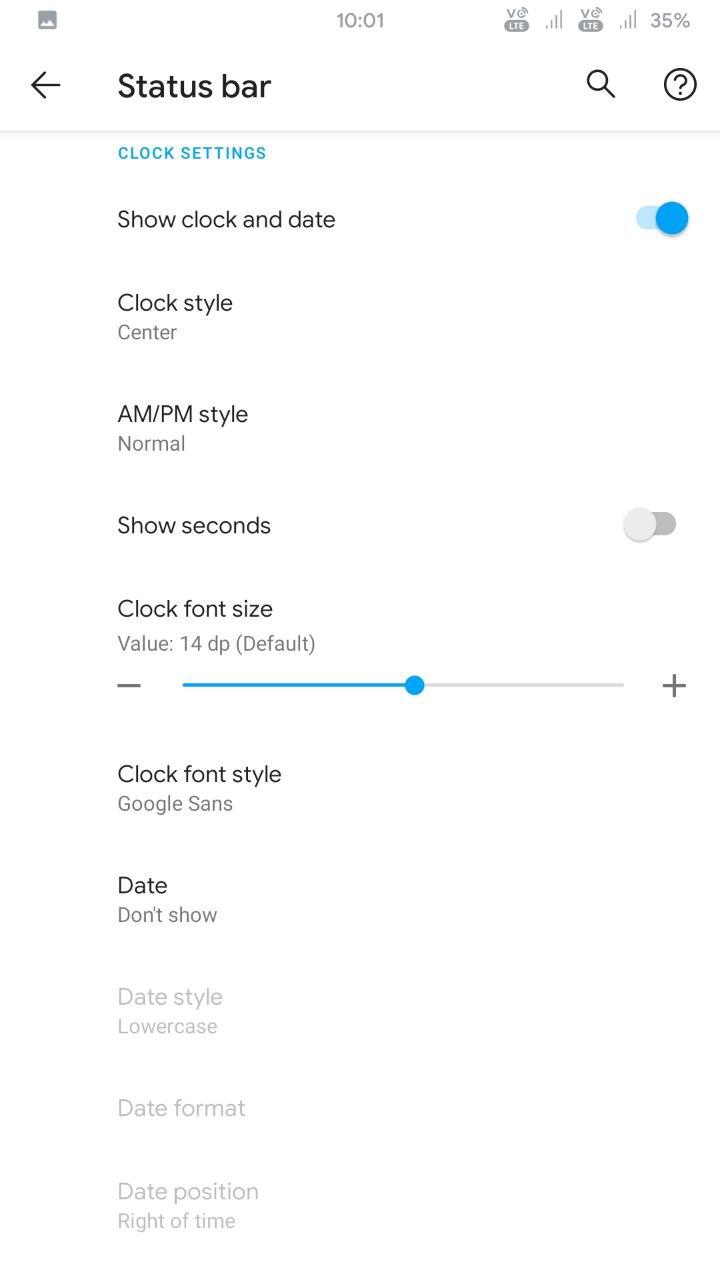 10:01 VoLTE VoLTE 35%
Status bar
CLOCK SETTINGS
Show clock and date
Clock style
Center
AM/PM style
Normal
Show seconds
Clock font size
Value: 14 dp (Default)
Clock font style
Google Sans
Date
Don't show
Date style
Lowercase
Date format
Date position
Right of time